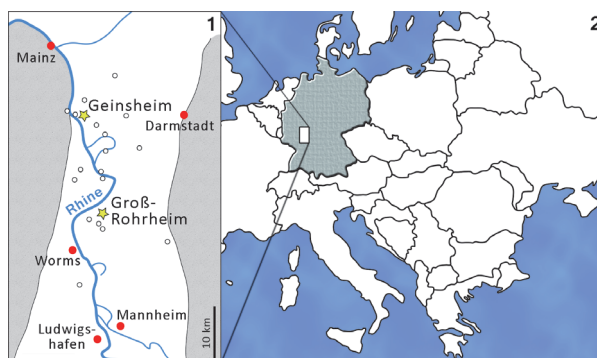 1
2
Mainz
Geinsheim
Darmstadt
Rhine
Groß-
Rohrheim
Worms
Mannheim
Ludwigs-
hafen
10 km